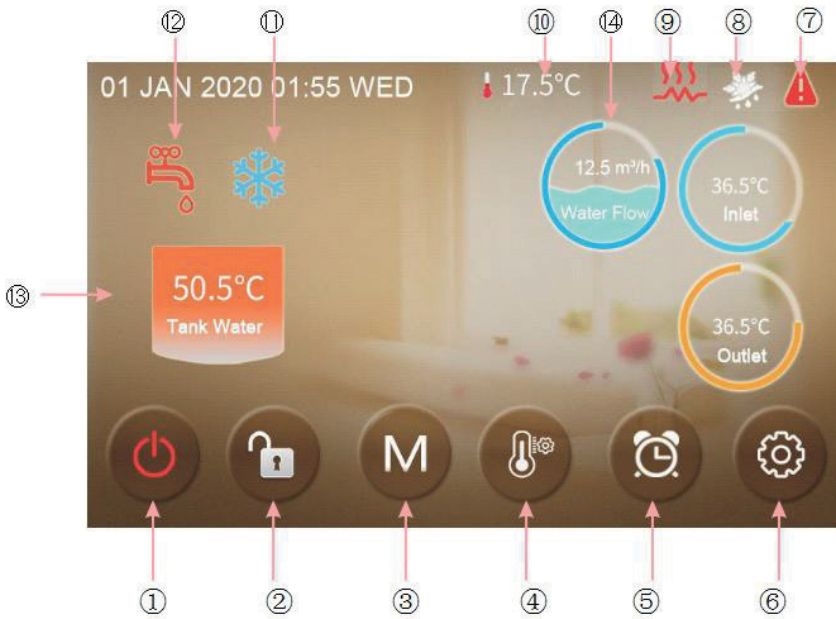 ⑫ ⑪ ⑩ ⑭ ⑨ ⑧ ⑦
01 JAN 2020 01:55 WED
17.5°C
12.5 m³/h
Water Flow
36.5°C
Inlet
⑬
50.5°C
Tank Water
36.5°C
Outlet
M
① ② ③ ④ ⑤ ⑥